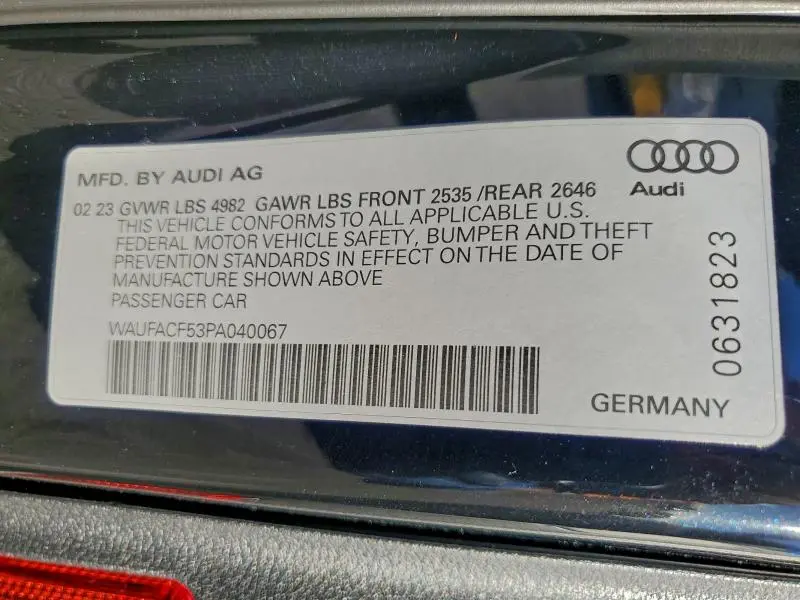 MFD. BY AUDI AG
Audi
02 23 GVWR LBS 4982 GAWR LBS FRONT 2535 /REAR 2646
THIS VEHICLE CONFORMS TO ALL APPLICABLE U.S.
FEDERAL MOTOR VEHICLE SAFETY, BUMPER AND THEFT
PREVENTION STANDARDS IN EFFECT ON THE DATE OF
MANUFACTURE SHOWN ABOVE
PASSENGER CAR
WAUFACF53PA040067
GERMANY
0631823